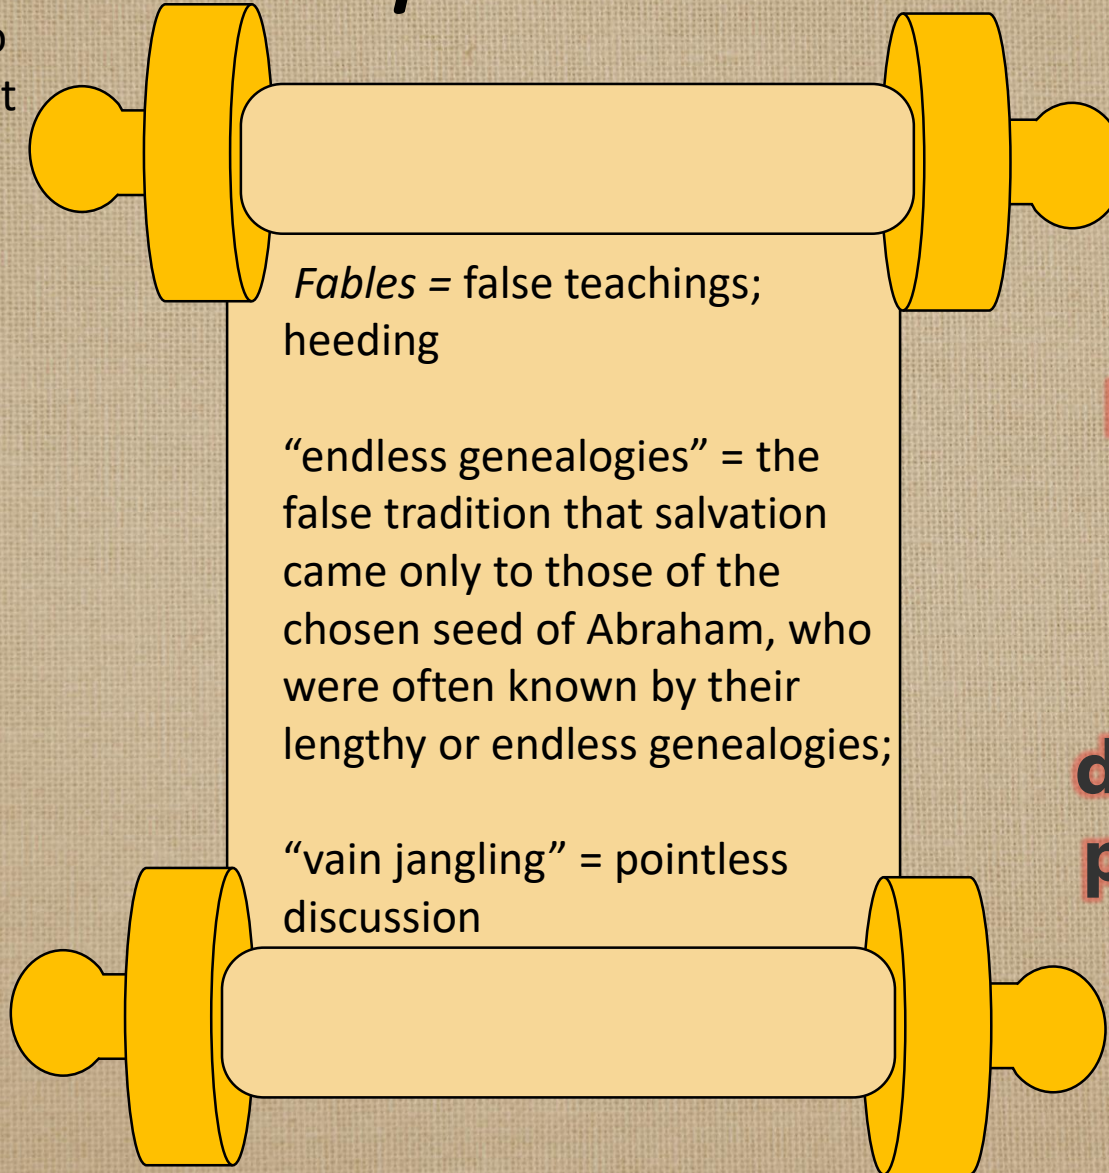 Fables = false teachings;
heeding
“endless genealogies” = the
false tradition that salvation
came only to those of the
chosen seed of Abraham, who
were often known by their
lengthy or endless genealogies;
“vain jangling” = pointless
discussion